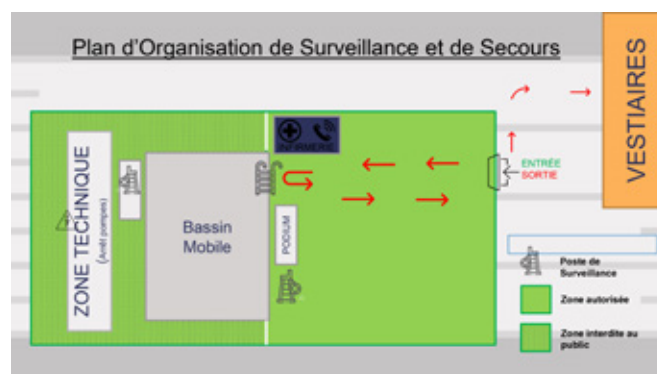 Plan d'Organisation de Surveillance et de Secours
VESTIAIRES
INFIRMERIE
ZONE TECHNIQUE
(Arrêt pompes)
Bassin
Mobile
PODIUM
ENTRÉE
SORTIE
Poste de
Surveillance
Zone autorisée
Zone interdite au
public